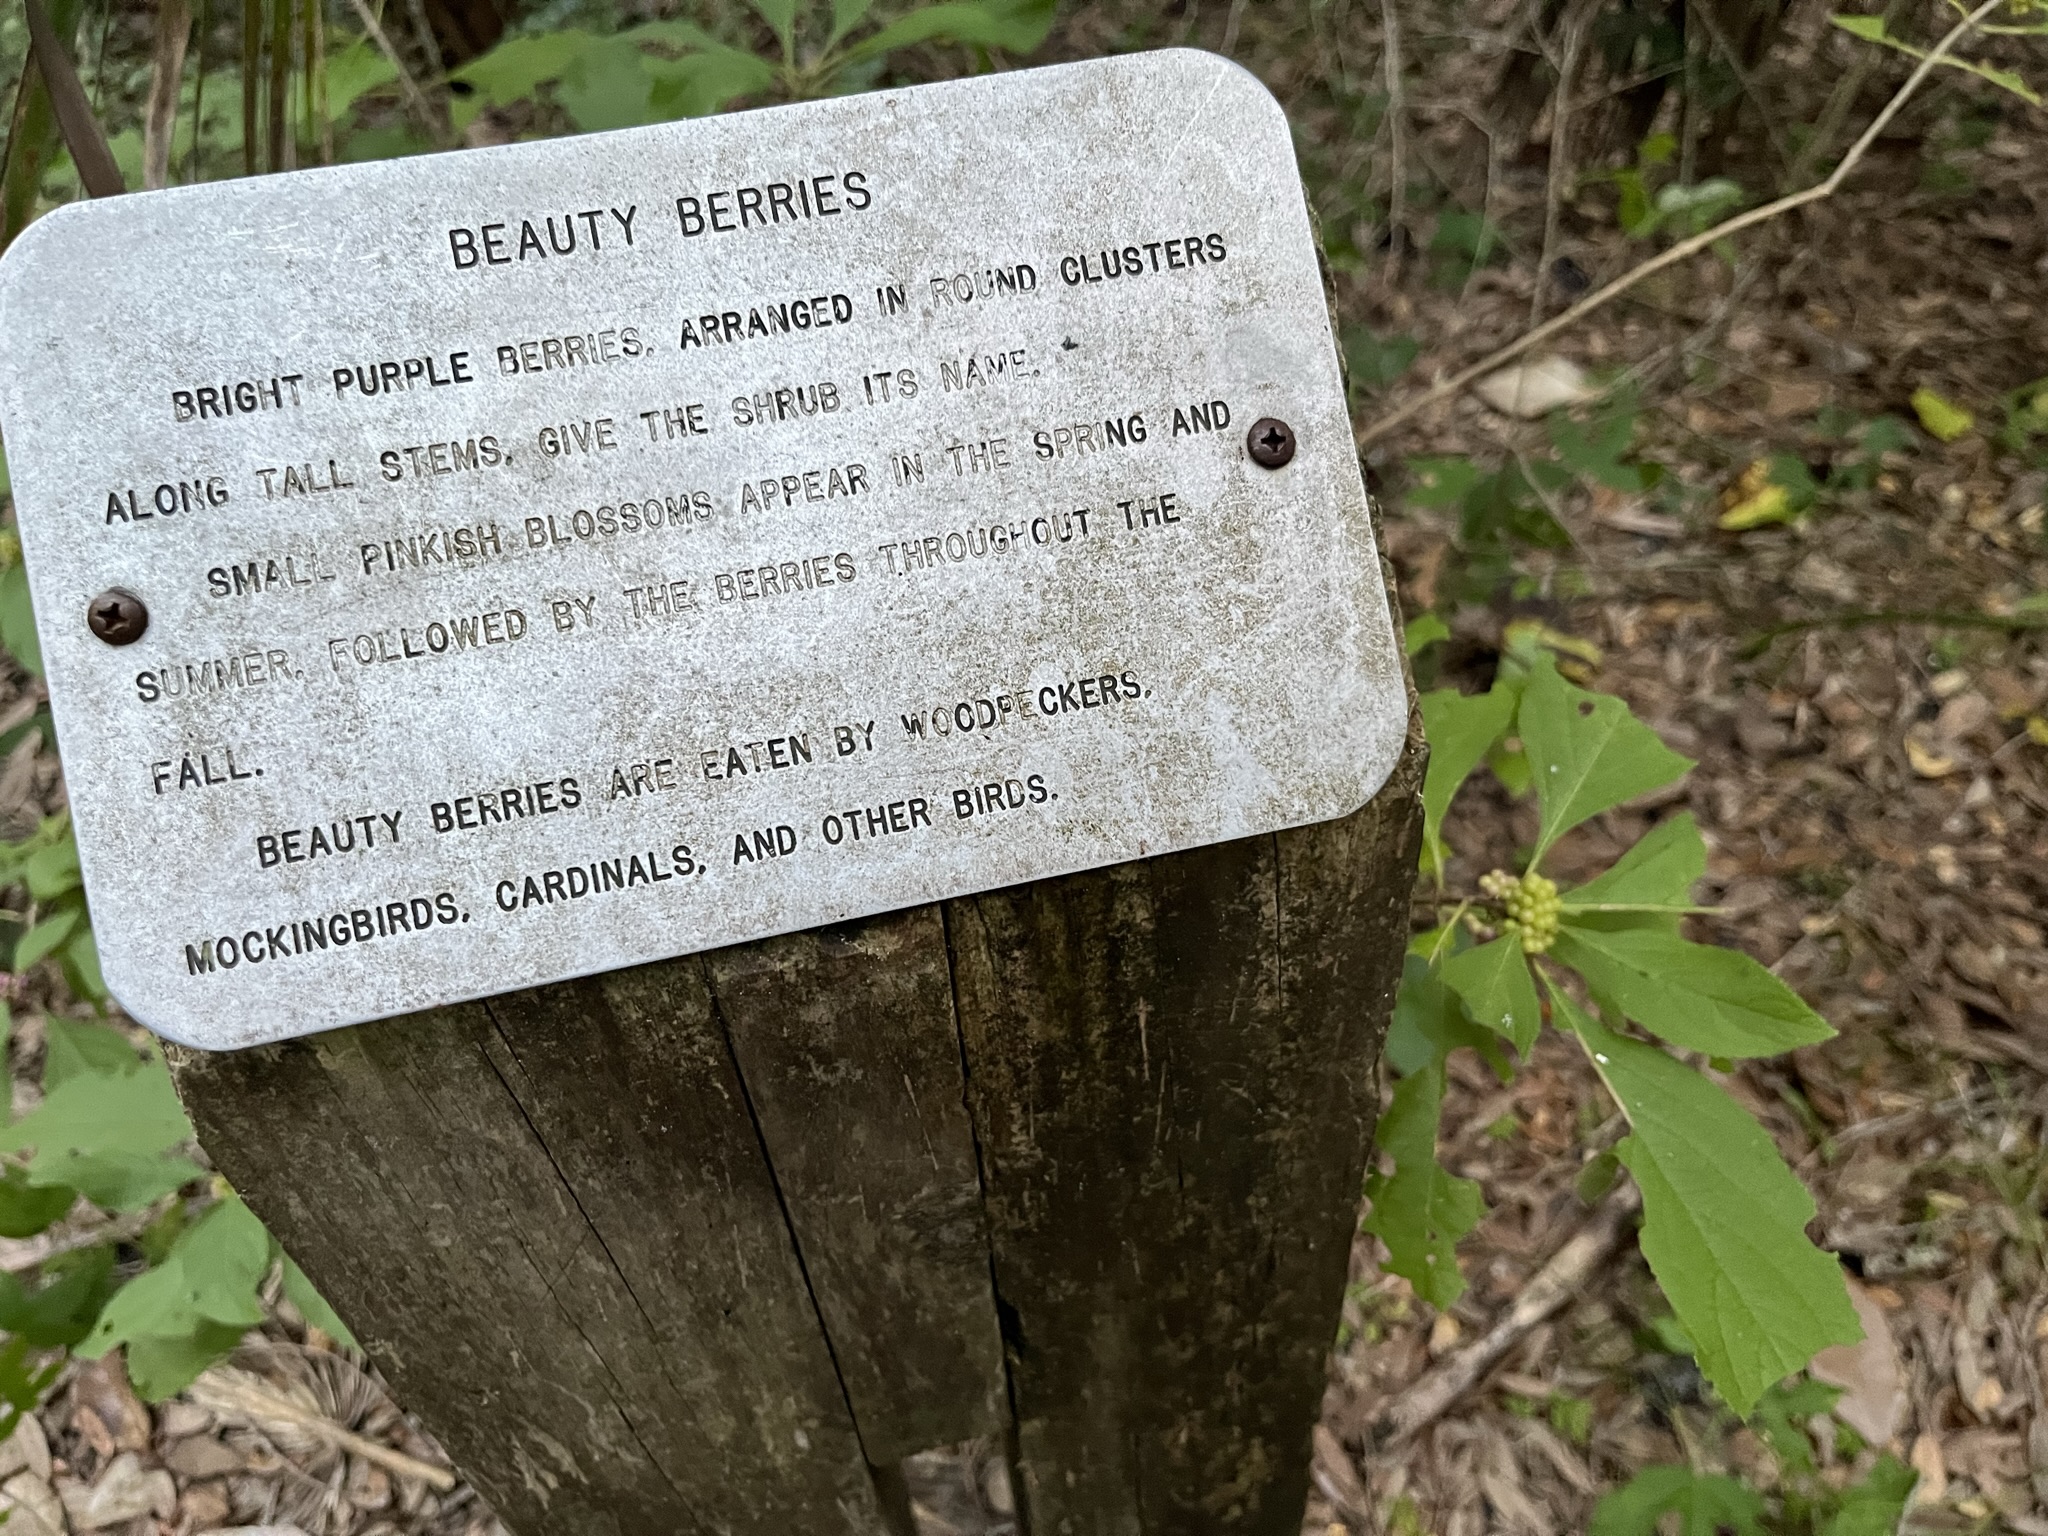 BEAUTY BERRIES
BRIGHT PURPLE BERRIES, ARRANGED IN ROUND CLUSTERS
ALONG TALL STEMS, GIVE THE SHRUB ITS NAME.
SMALL PINKISH BLOSSOMS APPEAR IN THE SPRING AND
SUMMER, FOLLOWED BY THE BERRIES THROUGHOUT THE
FALL.
BEAUTY BERRIES ARE EATEN BY WOODPECKERS,
MOCKINGBIRDS, CARDINALS, AND OTHER BIRDS.